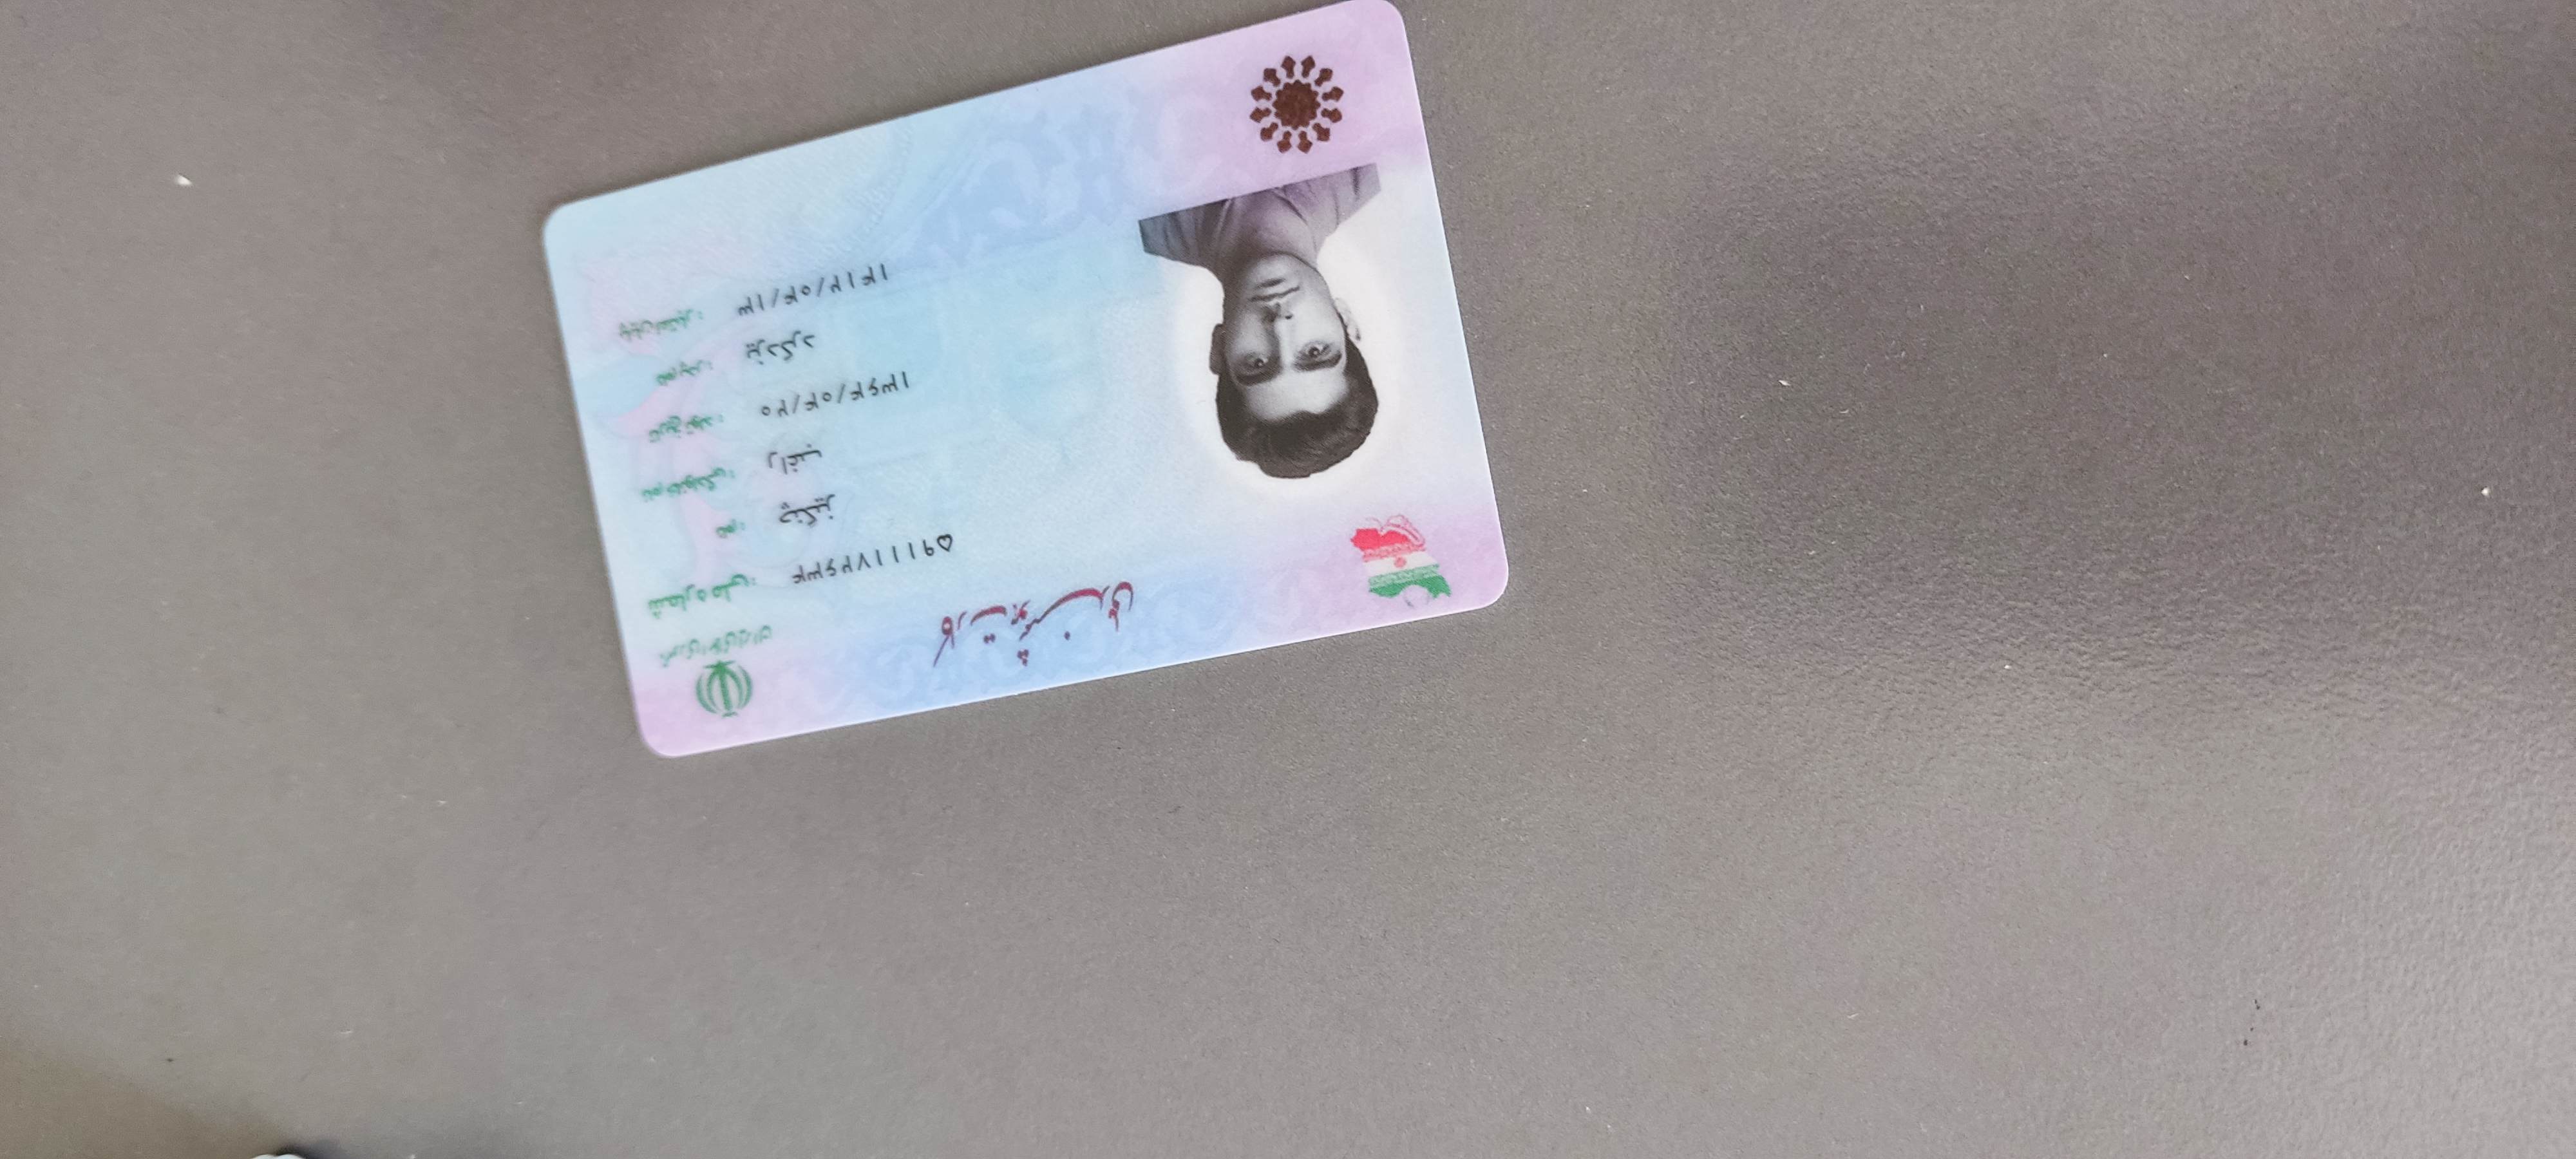 جمهوری اسلامی ایران
کارت هوشمند ملی
شماره ملی: ۵۹۱۱۱۷۲۶۳۴
نام: چنگیز
نام خانوادگی: راغب
تاریخ تولد: ۱۳۶۴/۰۴/۲۰
نام پدر: یزدگرد
پایان اعتبار: ۱۴۱۲/۰۴/۱۳